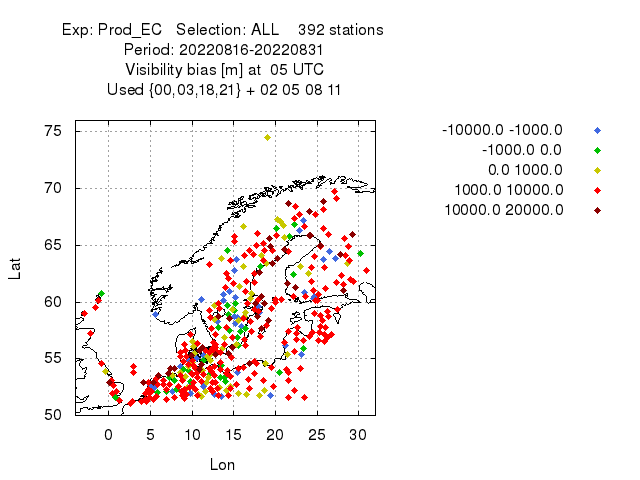 Exp: Prod_EC Selection: ALL 392 stations
Period: 20220816-20220831
Visibility bias [m] at 05 UTC
Used {00,03,18,21} + 02 05 08 11
-10000.0 -1000.0
-1000.0 0.0
0.0 1000.0
1000.0 10000.0
10000.0 20000.0
75
70
65
60
55
50
Lat
0 5 10 15 20 25 30
Lon